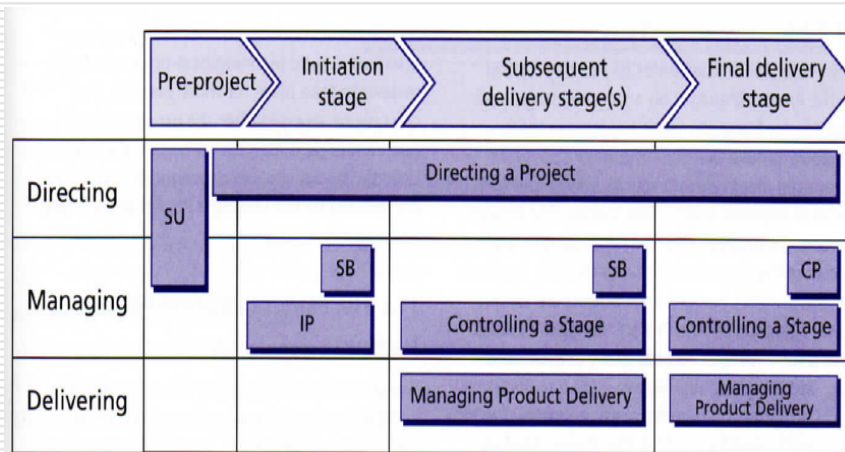 Pre-project
Initiation
stage
Subsequent
delivery stage(s)
Final delivery
stage
Directing
SU
Directing a Project
Managing
SB
SB
CP
IP
Controlling a Stage
Controlling a Stage
Delivering
Managing Product Delivery
Managing
Product Delivery